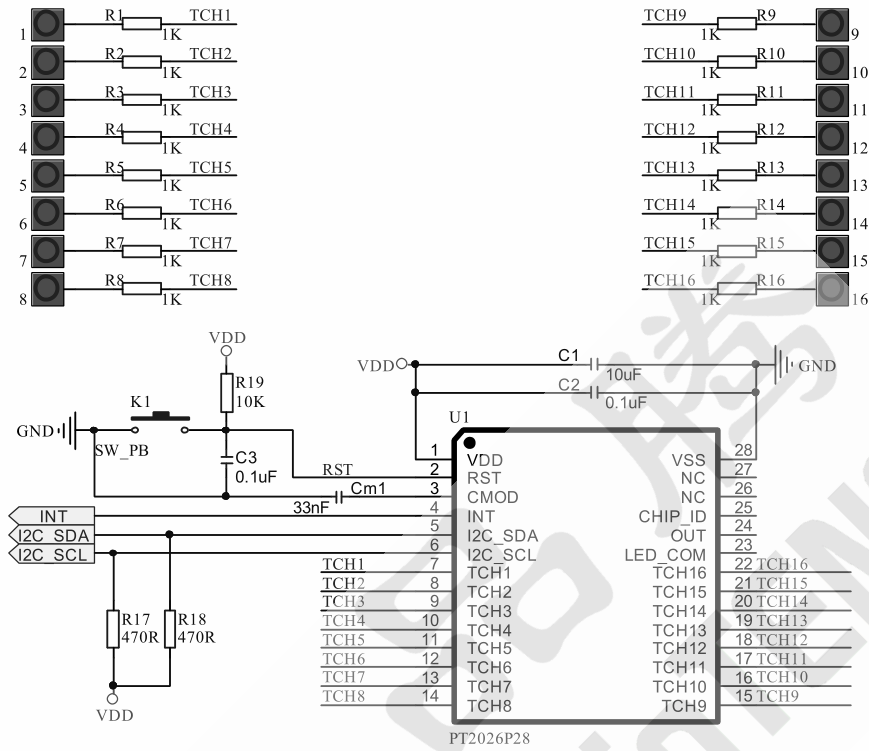 R1 TCH1 TCH9 R9
1 1K 1K 9
R2 TCH2 TCH10 R10
2 1K 1K 10
R3 TCH3 TCH11 R11
3 1K 1K 11
R4 TCH4 TCH12 R12
4 1K 1K 12
R5 TCH5 TCH13 R13
5 1K 1K 13
R6 TCH6 TCH14 R14
6 1K 1K 14
R7 TCH7 TCH15 R15
7 1K 1K 15
R8 TCH8 TCH16 R16
8 1K 1K 16
VDD
VDD C1 GND
10uF
R19
10K
C2
0.1uF
K1
GND
SW_PB
C3
0.1uF
RST
Cm1
33nF
INT
I2C_SDA
I2C_SCL
R17 R18
470R 470R
VDD
U1
1 VDD VSS 28
2 RST NC 27
3 CMOD NC 26
4 INT CHIP_ID 25
5 I2C_SDA OUT 24
6 I2C_SCL LED_COM 23
TCH1 7 TCH1 TCH16 22 TCH16
TCH2 8 TCH2 TCH15 21 TCH15
TCH3 9 TCH3 TCH14 20 TCH14
TCH4 10 TCH4 TCH13 19 TCH13
TCH5 11 TCH5 TCH12 18 TCH12
TCH6 12 TCH6 TCH11 17 TCH11
TCH7 13 TCH7 TCH10 16 TCH10
TCH8 14 TCH8 TCH9 15 TCH9
PT2026P28